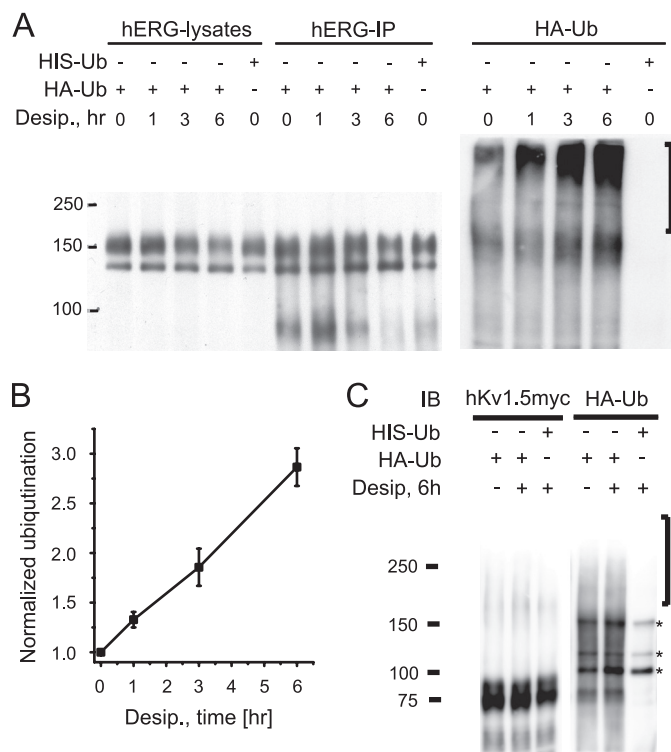 A
hERG-lysates hERG-IP HA-Ub
HIS-Ub - - - - + - - - - + - - - - +
HA-Ub + + + + - + + + + - + + + + -
Desip., hr 0 1 3 6 0 0 1 3 6 0 0 1 3 6 0
250
150
100
B
Normalized ubiqutination
3.0
2.5
2.0
1.5
1.0
0 1 2 3 4 5 6
Desip., time [hr]
C
IB hKv1.5myc HA-Ub
HIS-Ub - - + - - +
HA-Ub + + - + + -
Desip, 6h - + + - + +
250
150 *
*
100 *
75